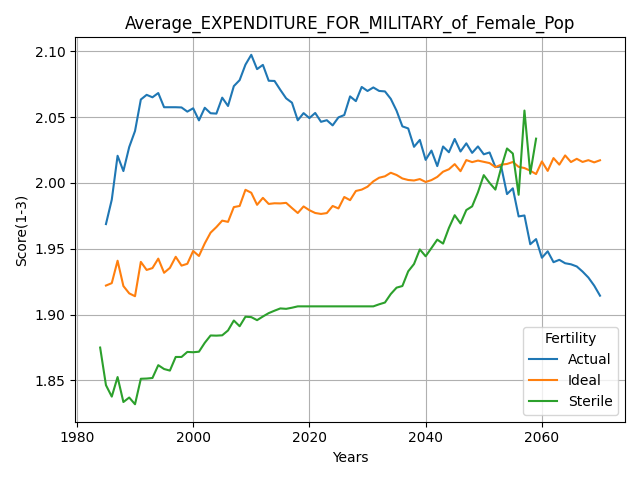 Average_EXPENDITURE_FOR_MILITARY_of_Female_Pop
2.10
2.05
2.00
1.95
1.90
1.85
Score(1-3)
1980
2000
2020
2040
2060
Years
Fertility
Actual
Ideal
Sterile